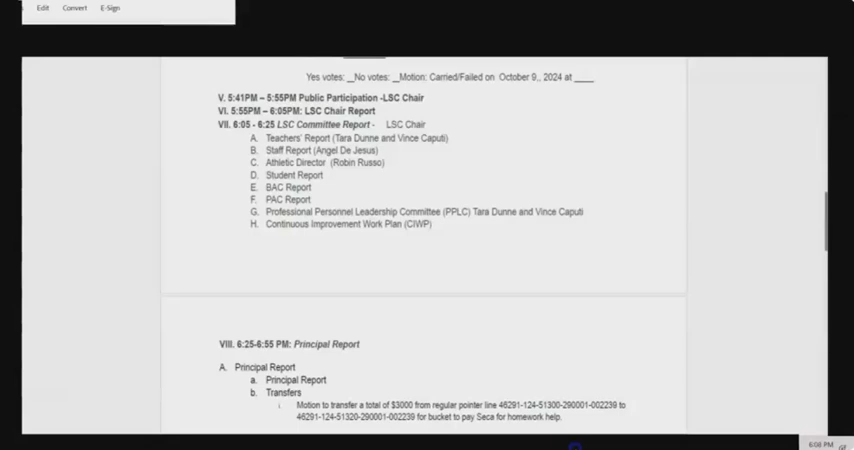 Edit Convert E-Sign
Yes votes: _No votes: _Motion: Carried/Failed on October 9,, 2024 at ____
V. 5:41PM – 5:55PM Public Participation -LSC Chair
VI. 5:55PM – 6:05PM: LSC Chair Report
VII. 6:05 - 6:25 LSC Committee Report - LSC Chair
A. Teachers' Report (Tara Dunne and Vince Caputi)
B. Staff Report (Angel De Jesus)
C. Athletic Director (Robin Russo)
D. Student Report
E. BAC Report
F. PAC Report
G. Professional Personnel Leadership Committee (PPLC) Tara Dunne and Vince Caputi
H. Continuous Improvement Work Plan (CIWP)
VIII. 6:25-6:55 PM: Principal Report
A. Principal Report
a. Principal Report
b. Transfers
i. Motion to transfer a total of $3000 from regular pointer line 46291-124-51300-290001-002239 to
46291-124-51320-290001-002239 for bucket to pay Seca for homework help.
6:06 PM